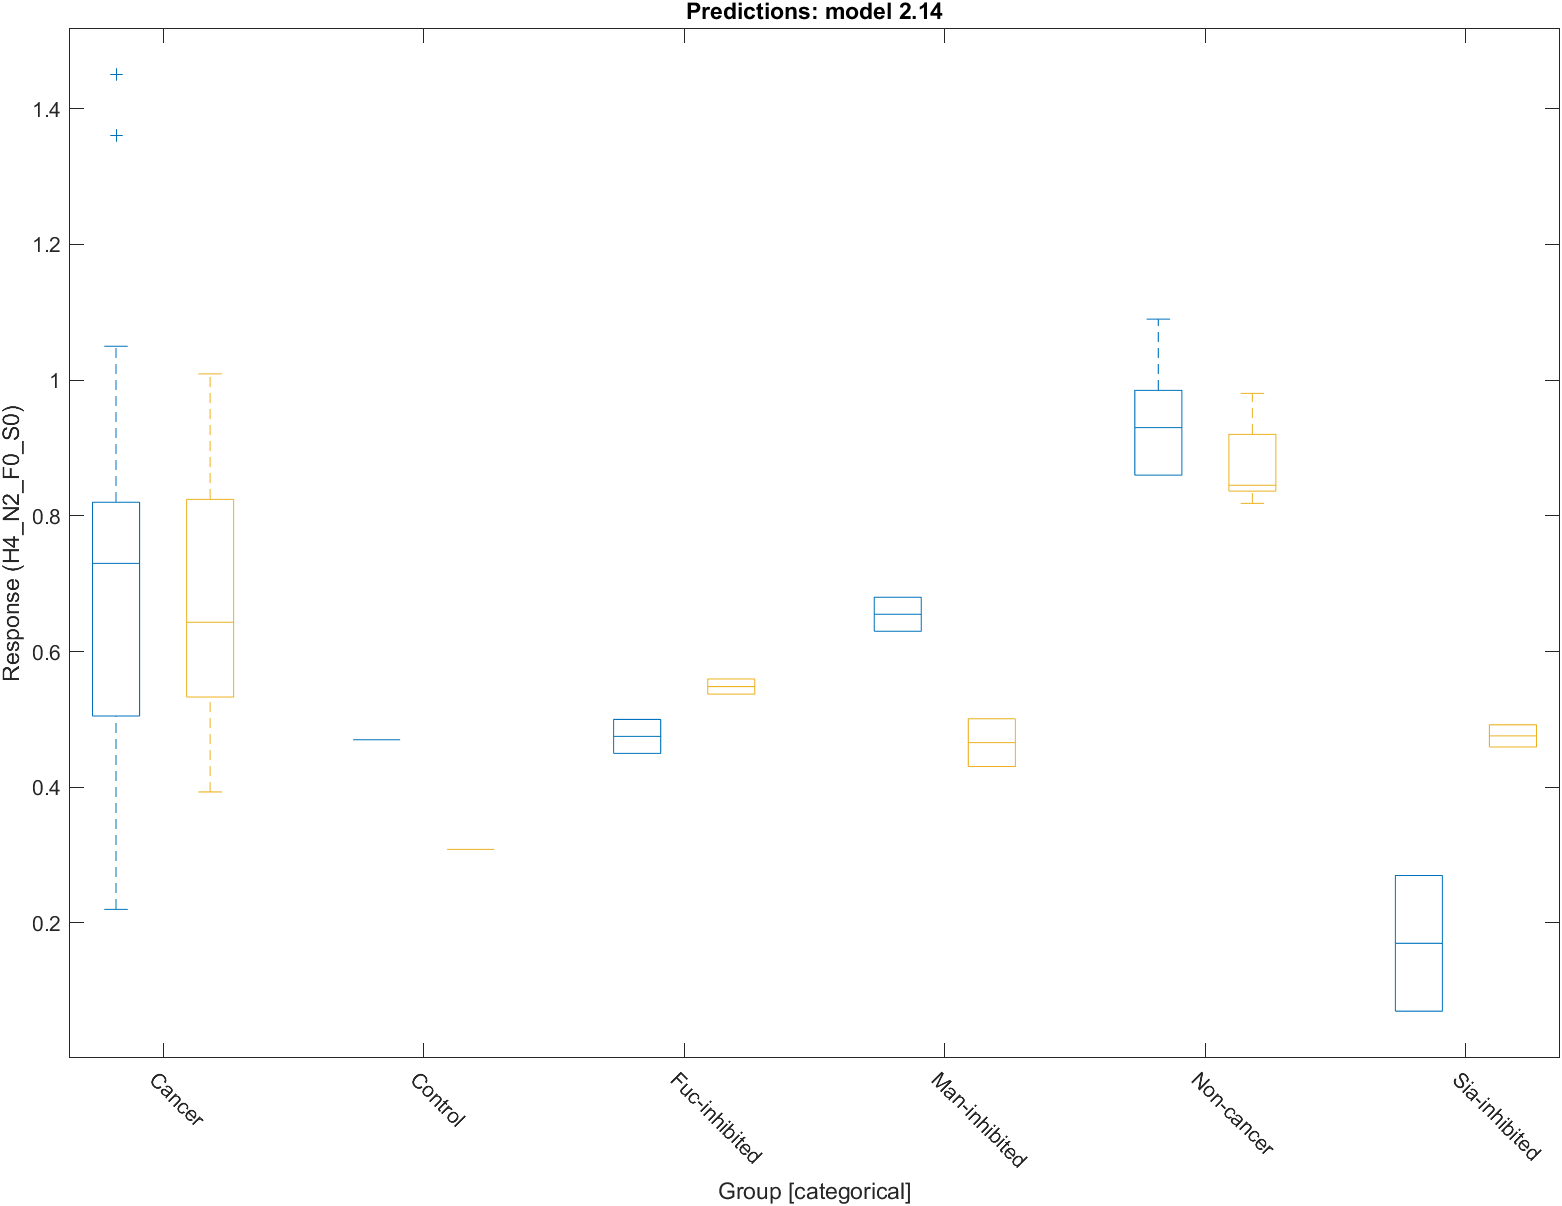 Predictions: model 2.14
1.4
1.2
1
0.8
0.6
0.4
0.2
Response (H4_N2_F0_S0)
Cancer
Control
Fuc-inhibited
Man-inhibited
Non-cancer
Sia-inhibited
Group [categorical]